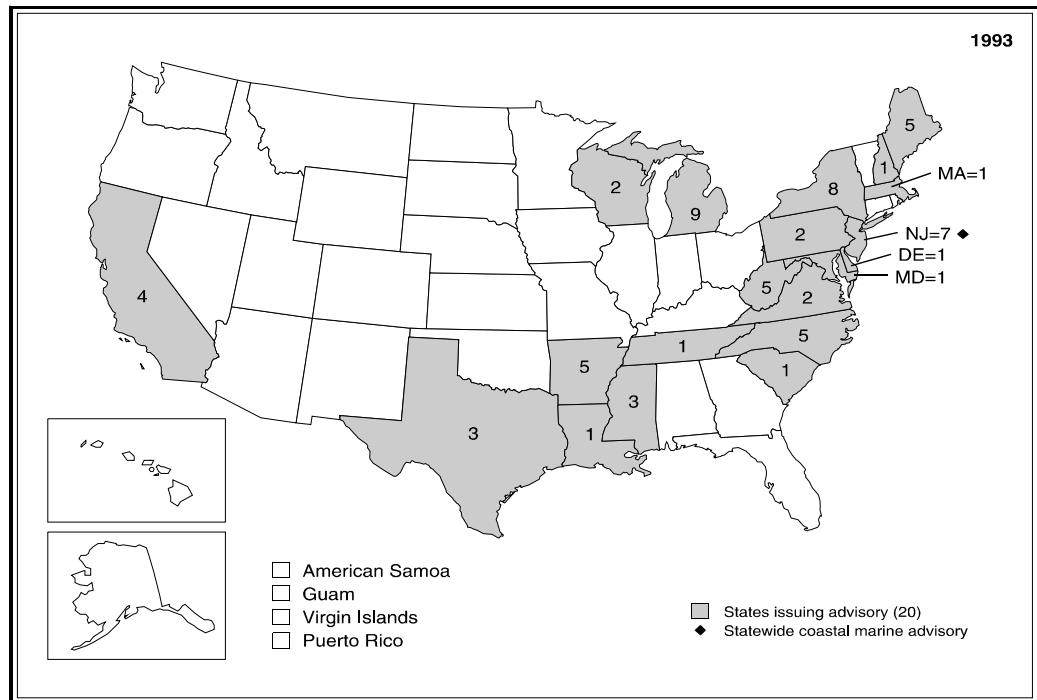 1993
5
1
MA=1
2
8
9
NJ=7 ◆
2
DE=1
MD=1
5
4
2
5
1
5
1
3
3
1
American Samoa
Guam
Virgin Islands
Puerto Rico
States issuing advisory (20)
Statewide coastal marine advisory